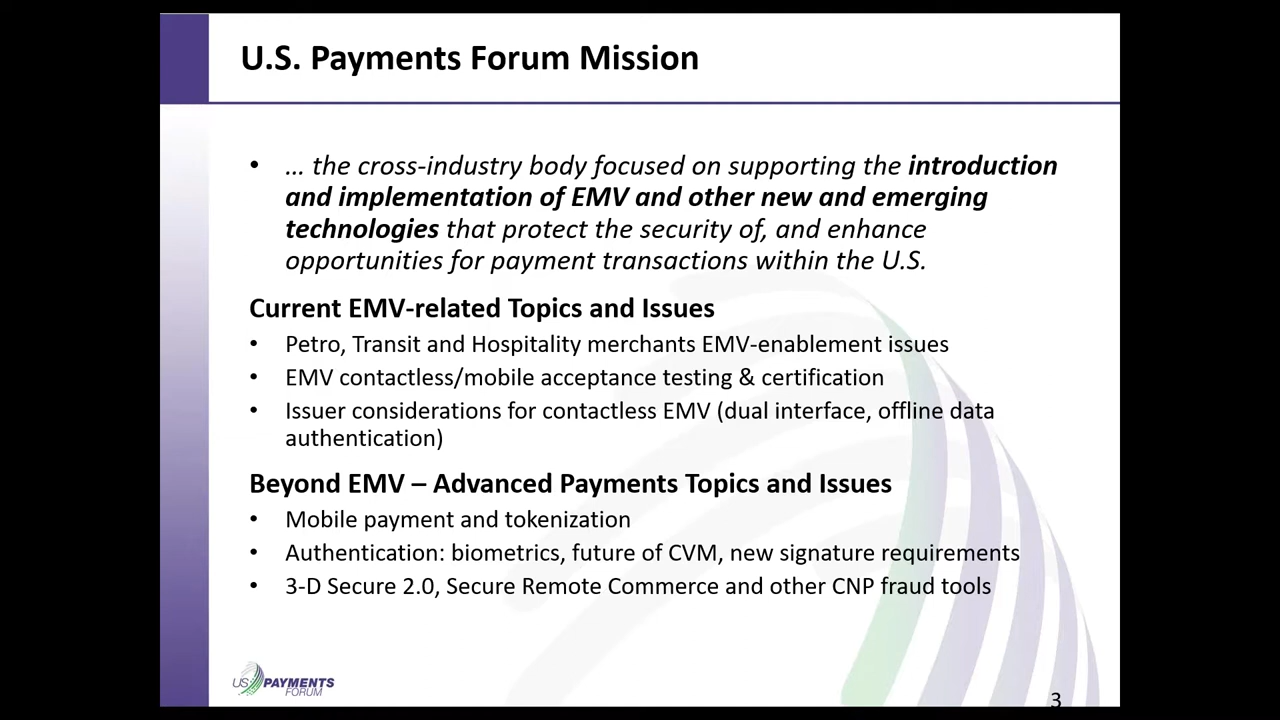 U.S. Payments Forum Mission
• … the cross-industry body focused on supporting the introduction
and implementation of EMV and other new and emerging
technologies that protect the security of, and enhance
opportunities for payment transactions within the U.S.
Current EMV-related Topics and Issues
• Petro, Transit and Hospitality merchants EMV-enablement issues
• EMV contactless/mobile acceptance testing & certification
• Issuer considerations for contactless EMV (dual interface, offline data
authentication)
Beyond EMV – Advanced Payments Topics and Issues
• Mobile payment and tokenization
• Authentication: biometrics, future of CVM, new signature requirements
• 3-D Secure 2.0, Secure Remote Commerce and other CNP fraud tools
US PAYMENTS
FORUM
3